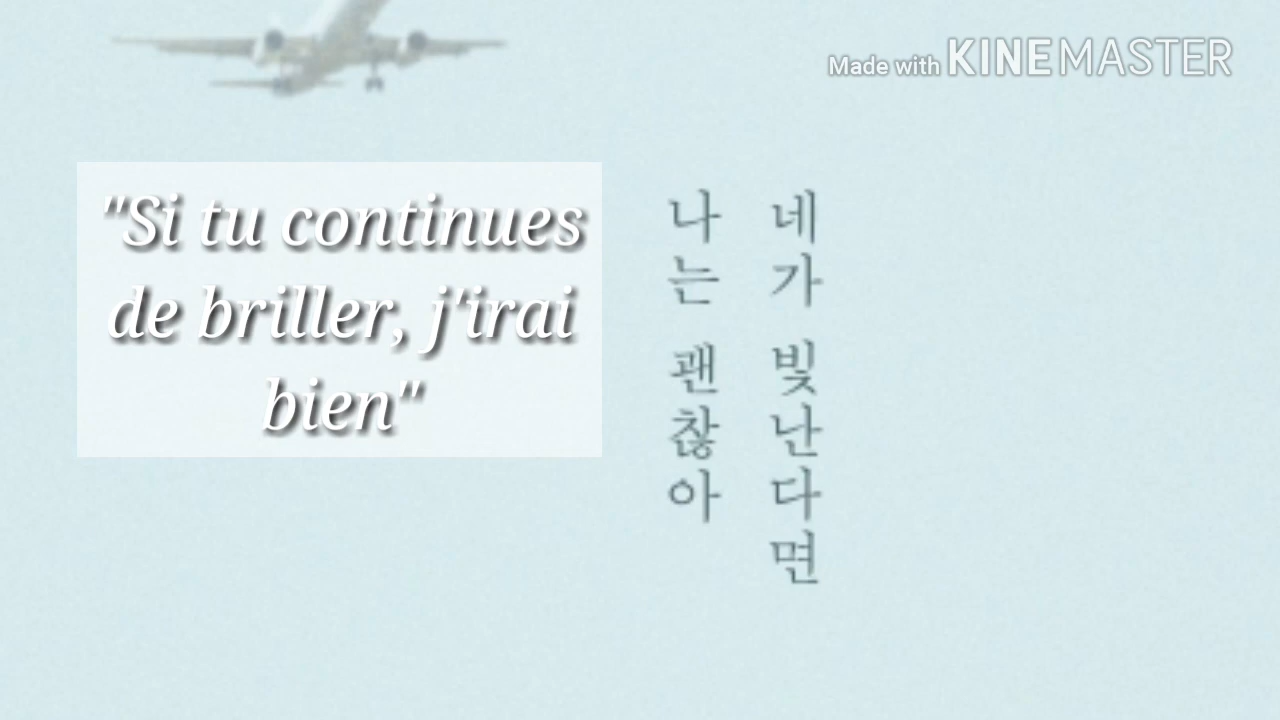 Made with KINEMASTER
"Si tu continues
de briller, j'irai
bien"
네가 빛난다면
나는 괜찮아